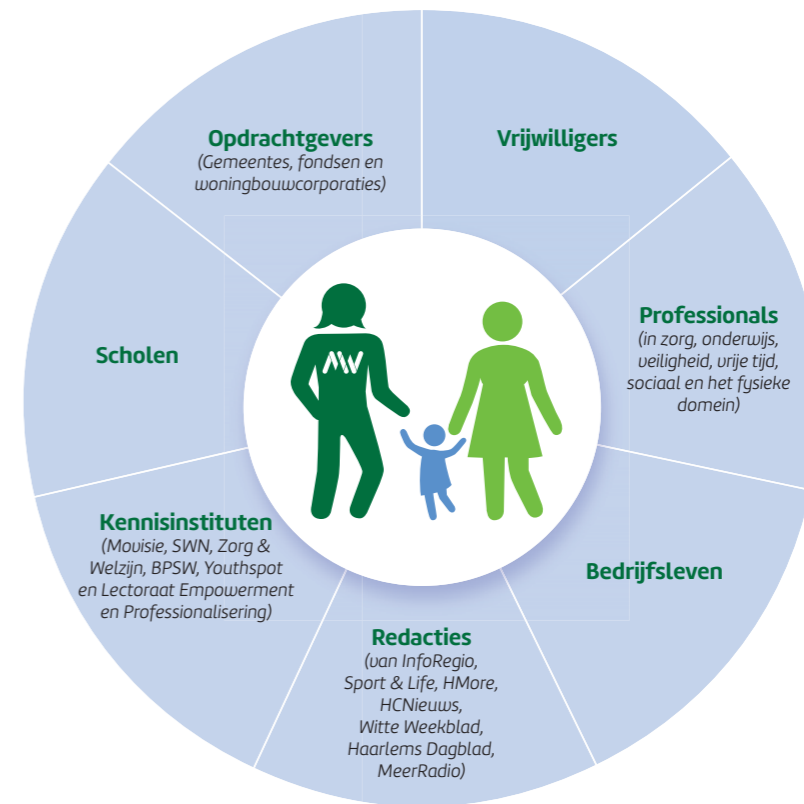 Opdrachtgevers
(Gemeentes, fondsen en
woningbouwcorporaties)
Vrijwilligers
Professionals
(in zorg, onderwijs,
veiligheid, vrije tijd,
sociaal en het fysieke
domein)
Scholen
MW
Kennisinstituten
(Movisie, SWN, Zorg &
Welzijn, BPSW, Youthspot
en Lectoraat Empowerment
en Professionalisering)
Bedrijfsleven
Redacties
(van InfoRegio,
Sport & Life, HMore,
HCNieuws,
Witte Weekblad,
Haarlems Dagblad,
MeerRadio)